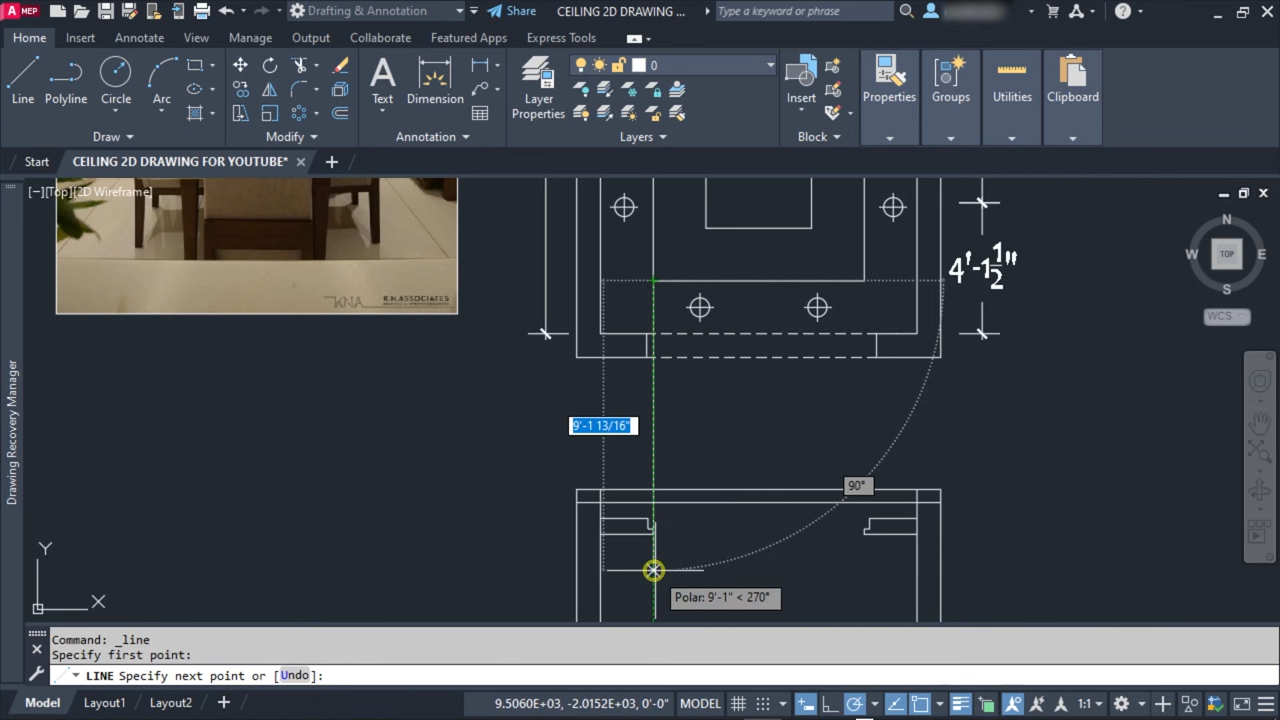 A
MEP
Drafting & Annotation
Share
CEILING 2D DRAWING ...
Type a keyword or phrase
Home Insert Annotate View Manage Output Collaborate Featured Apps Express Tools
Line
Polyline
Circle
Arc
Text
Dimension
Layer
Properties
0
Insert
Properties
Groups
Utilities
Clipboard
Draw
Modify
Annotation
Layers
Block
Start
CEILING 2D DRAWING FOR YOUTUBE*
[−][Top][2D Wireframe]
N
W TOP E
S
WCS
4'-1 1/2"
KNA
K.N.ASSOCIATES
9'-1 13/16"
90°
Polar: 9'-1" < 270°
Drawing Recovery Manager
Y
X
Command: _line
Specify first point:
LINE Specify next point or [Undo]:
Model Layout1 Layout2
9.5060E+03, -2.0152E+03, 0'-0" MODEL
1:1